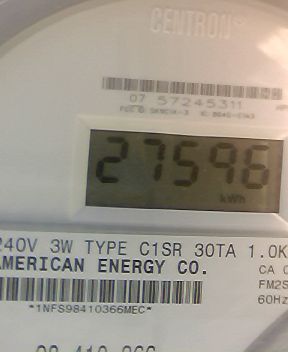 CENTRON®
07 57245311
27596
kWh
240V 3W TYPE C1SR 30TA 1.0K
AMERICAN ENERGY CO.
CA 0
FM2S
60Hz
*1NFS98410366MEC*